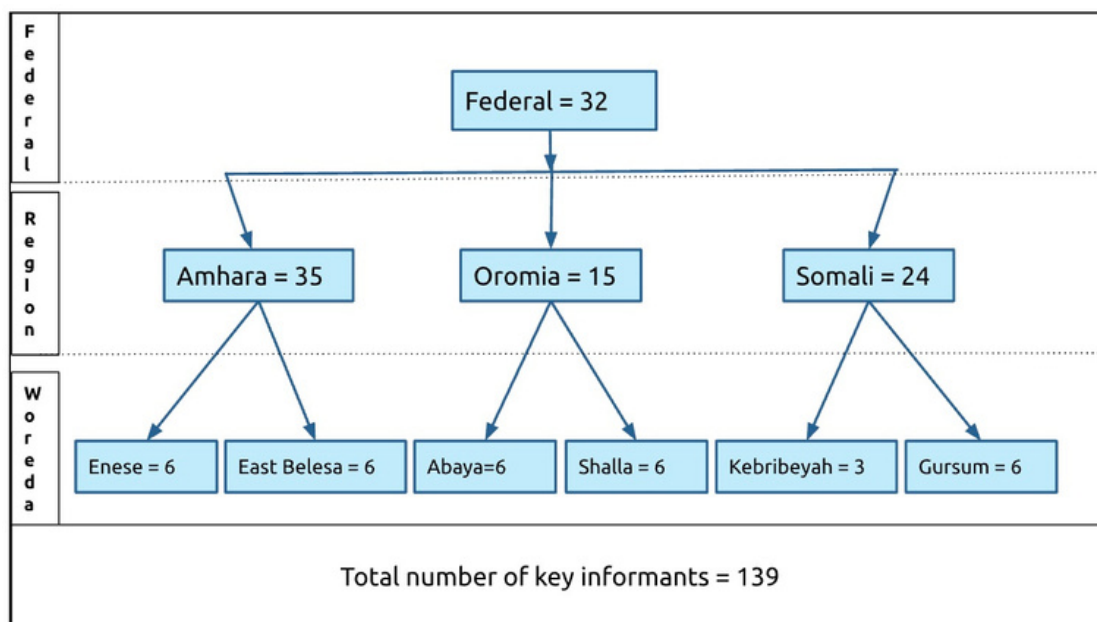 Federal
Federal = 32
Region
Amhara = 35
Oromia = 15
Somali = 24
Woreda
Enese = 6
East Belesa = 6
Abaya=6
Shalla = 6
Kebribeyah = 3
Gursum = 6
Total number of key informants = 139